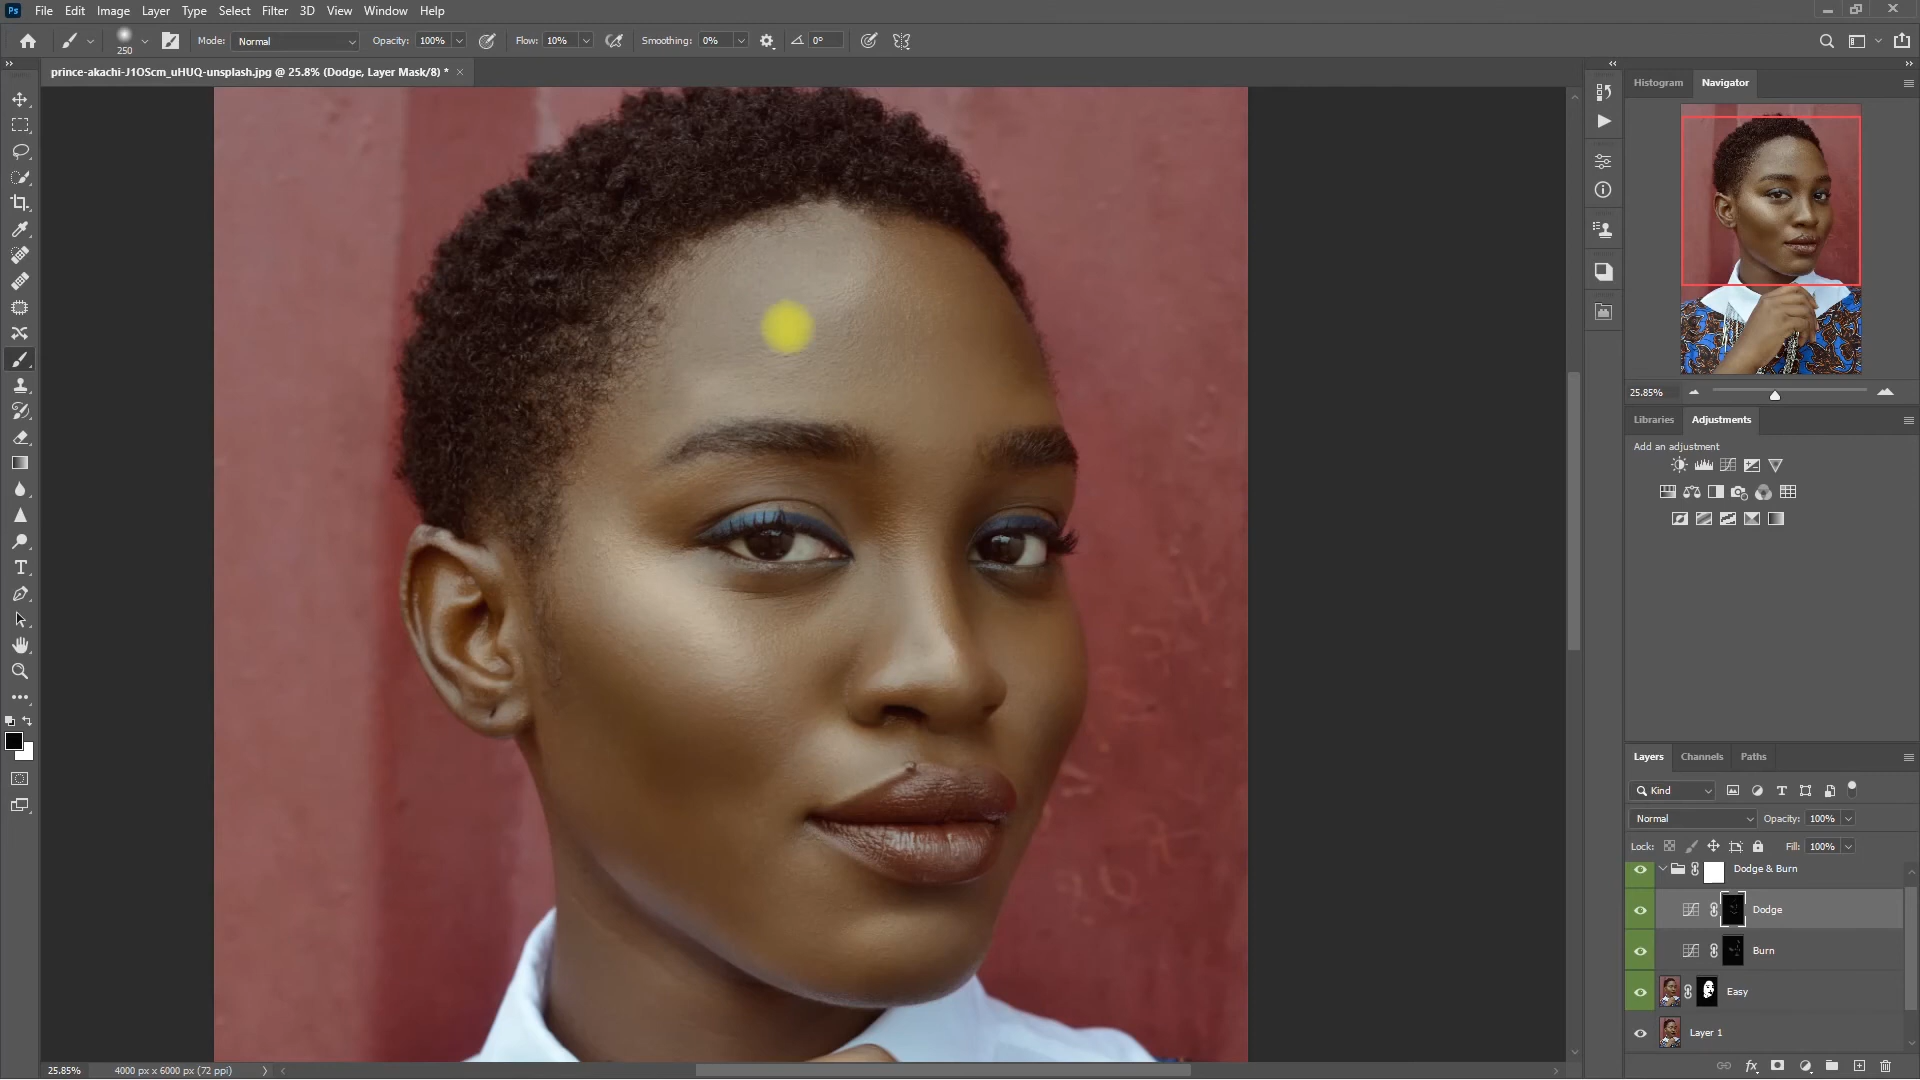 Ps File Edit Image Layer Type Select Filter 3D View Window Help
250 Mode: Normal Opacity: 100% Flow: 10% Smoothing: 0% 0°
prince-akachi-J1OScm_uHUQ-unsplash.jpg @ 25.8% (Dodge, Layer Mask/8) *
Histogram Navigator
25.85%
Libraries Adjustments
Add an adjustment
Layers Channels Paths
Kind
Normal Opacity: 100%
Lock: Fill: 100%
Dodge & Burn
Dodge
Burn
Easy
Layer 1
25.85% 4000 px x 6000 px (72 ppi)